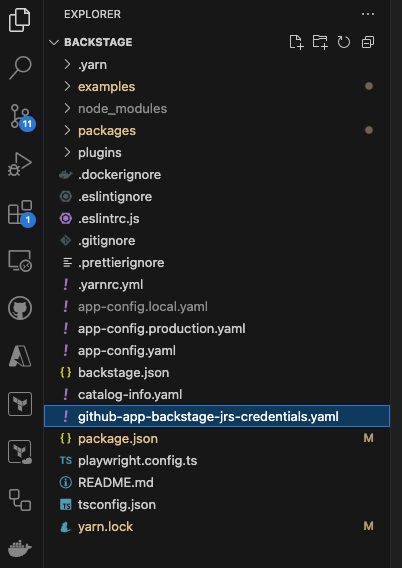 EXPLORER
BACKSTAGE
.yarn
examples
node_modules
packages
plugins
.dockerignore
.eslintignore
.eslintrc.js
.gitignore
.prettierignore
.yarnrc.yml
app-config.local.yaml
app-config.production.yaml
app-config.yaml
backstage.json
catalog-info.yaml
github-app-backstage-jrs-credentials.yaml
package.json M
playwright.config.ts
README.md
tsconfig.json
yarn.lock M
11
1